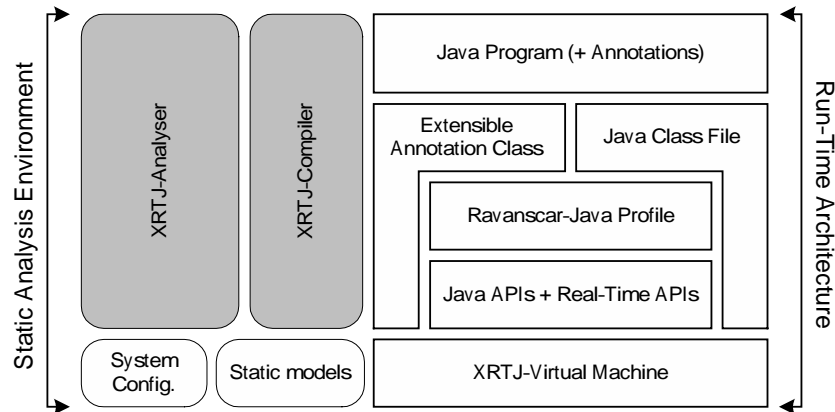 Static Analysis Environment
XRTJ-Analyser
XRTJ-Compiler
Java Program (+ Annotations)
Extensible
Annotation Class
Java Class File
Ravanscar-Java Profile
Java APIs + Real-Time APIs
System
Config.
Static models
XRTJ-Virtual Machine
Run-Time Architecture